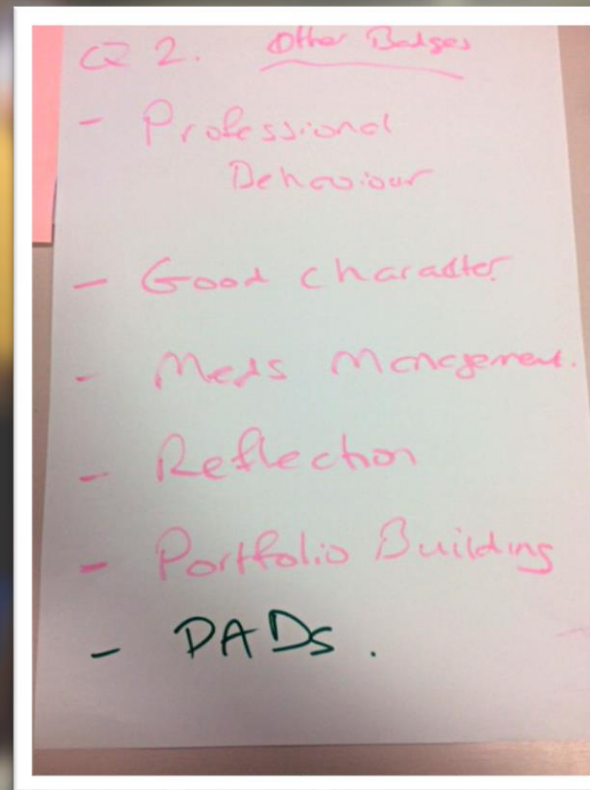 Q 2. Other Badges
- Professional
Behaviour
- Good character
- Meds Management.
- Reflection
- Portfolio Building
- PADs.